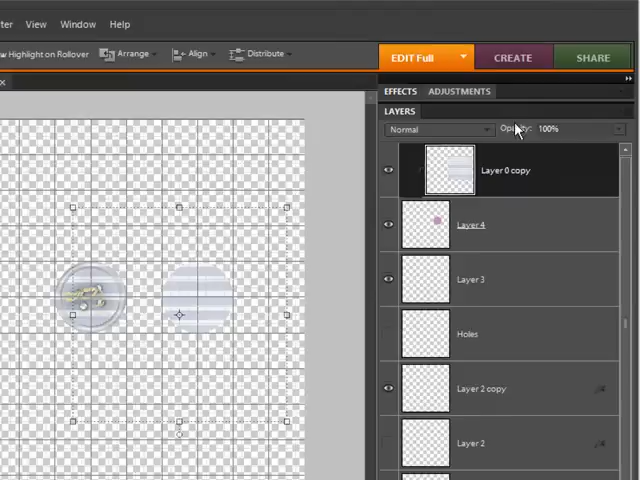 ter View Window Help
w Highlight on Rollover Arrange Align Distribute
EDIT Full CREATE SHARE
EFFECTS ADJUSTMENTS
LAYERS
Normal Opacity: 100%
Layer 0 copy
Layer 4
Layer 3
Holes
Layer 2 copy
Layer 2